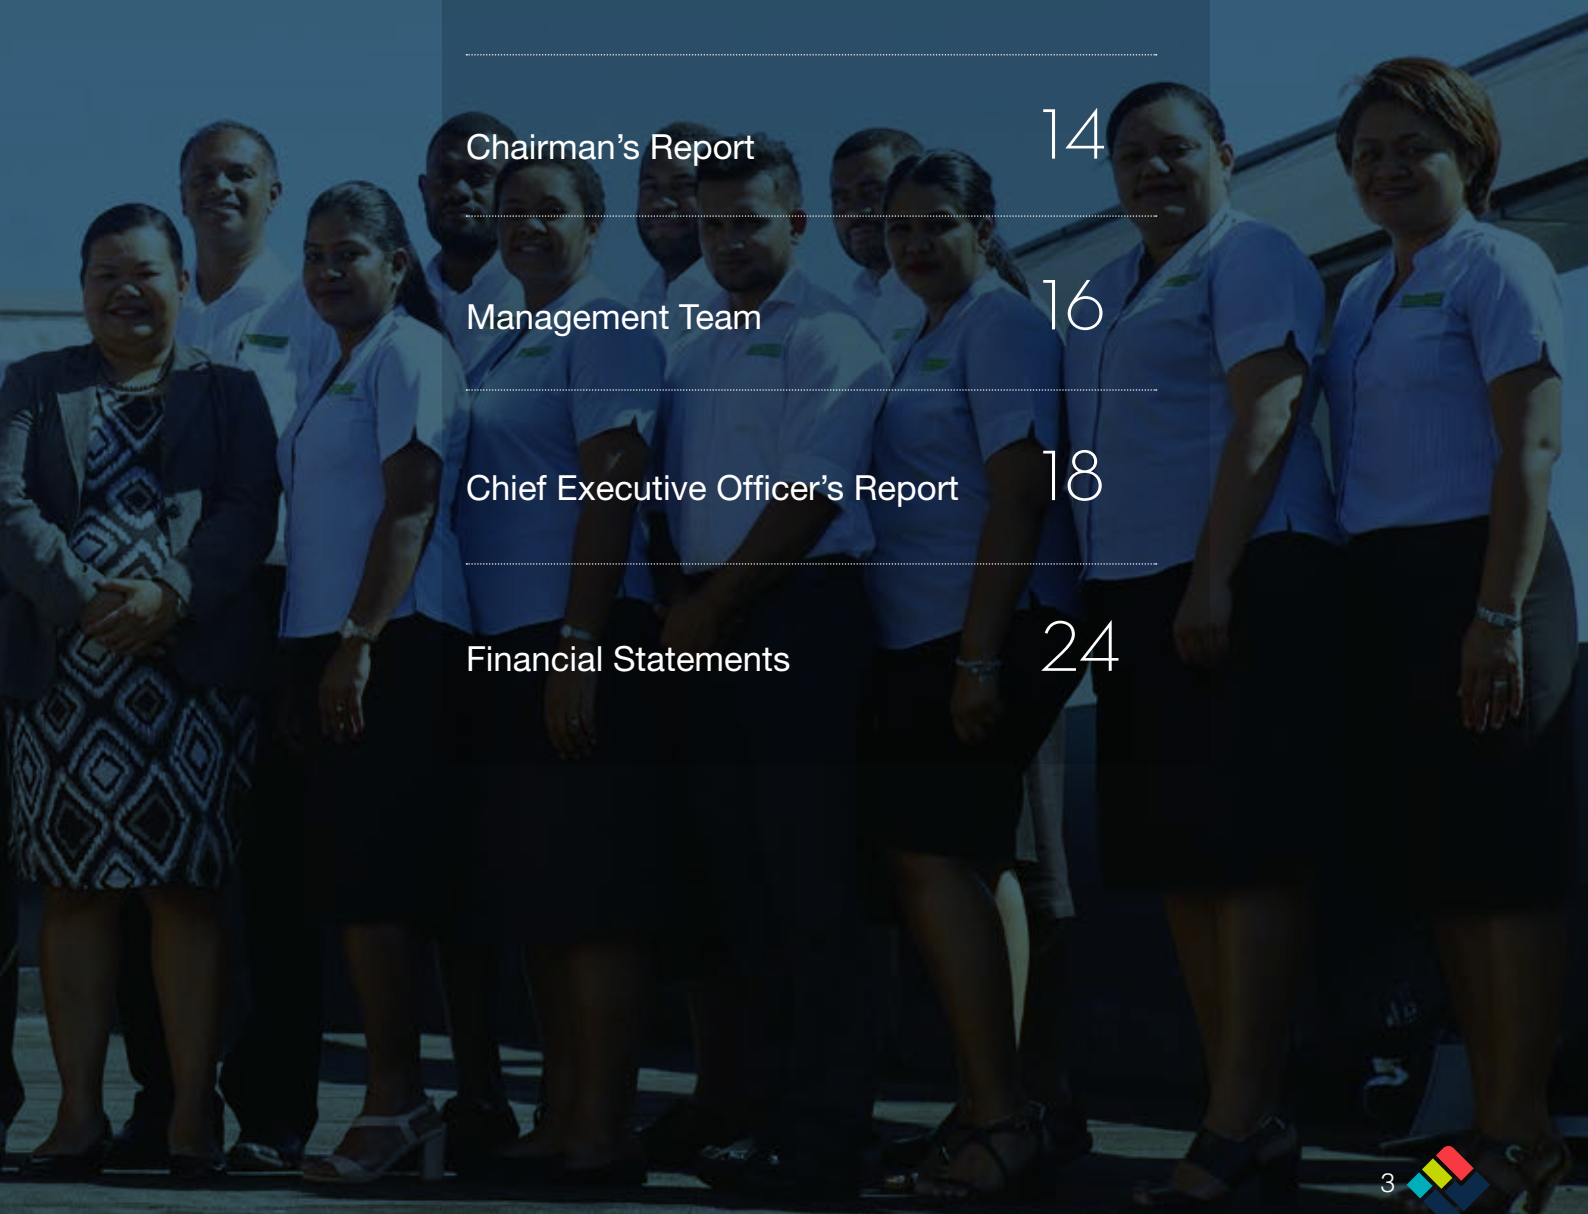 Chairman’s Report 14
Management Team 16
Chief Executive Officer’s Report 18
Financial Statements 24
3